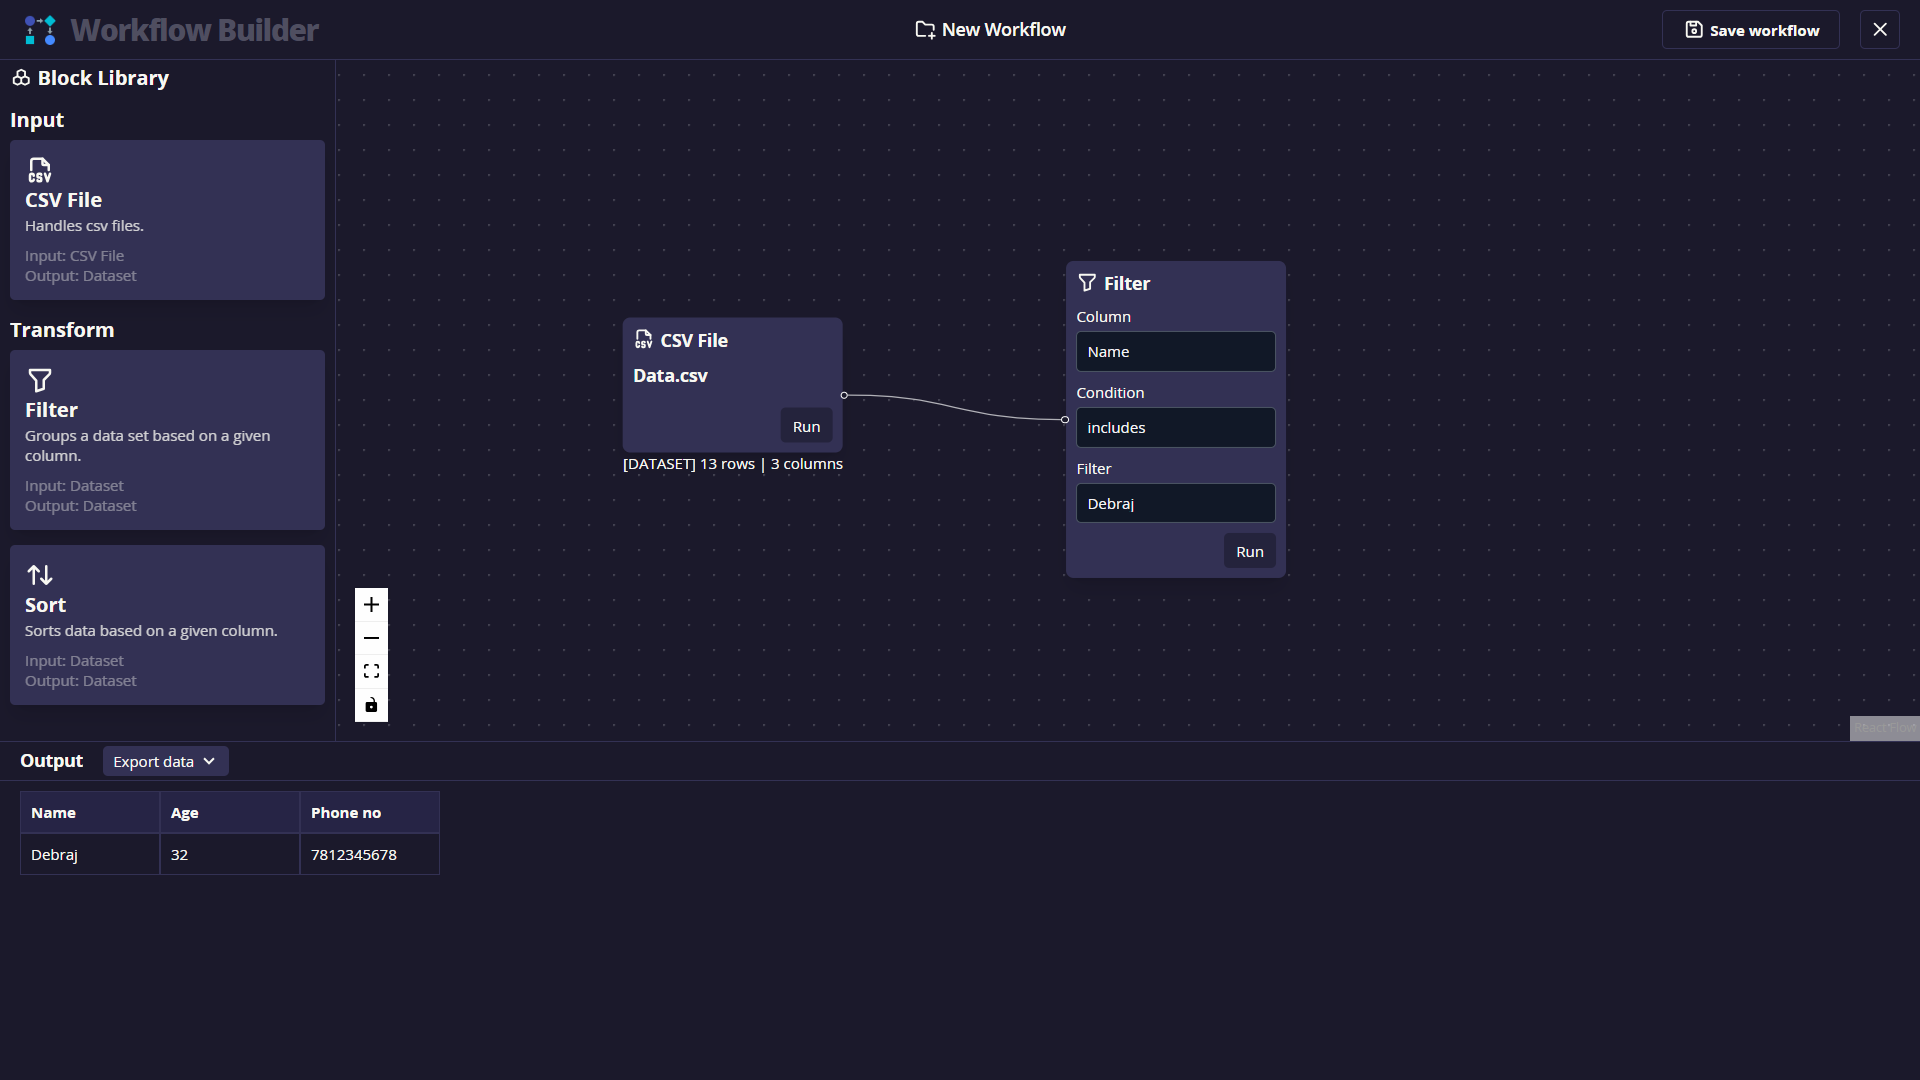 Workflow Builder
New Workflow
Save workflow
Block Library
Input
CSV
CSV File
Handles csv files.
Input: CSV File
Output: Dataset
Transform
Filter
Groups a data set based on a given
column.
Input: Dataset
Output: Dataset
Sort
Sorts data based on a given column.
Input: Dataset
Output: Dataset
CSV
CSV File
Data.csv
Run
[DATASET] 13 rows | 3 columns
Filter
Column
Name
Condition
includes
Filter
Debraj
Run
React Flow
Output
Export data
Name Age Phone no
Debraj 32 7812345678